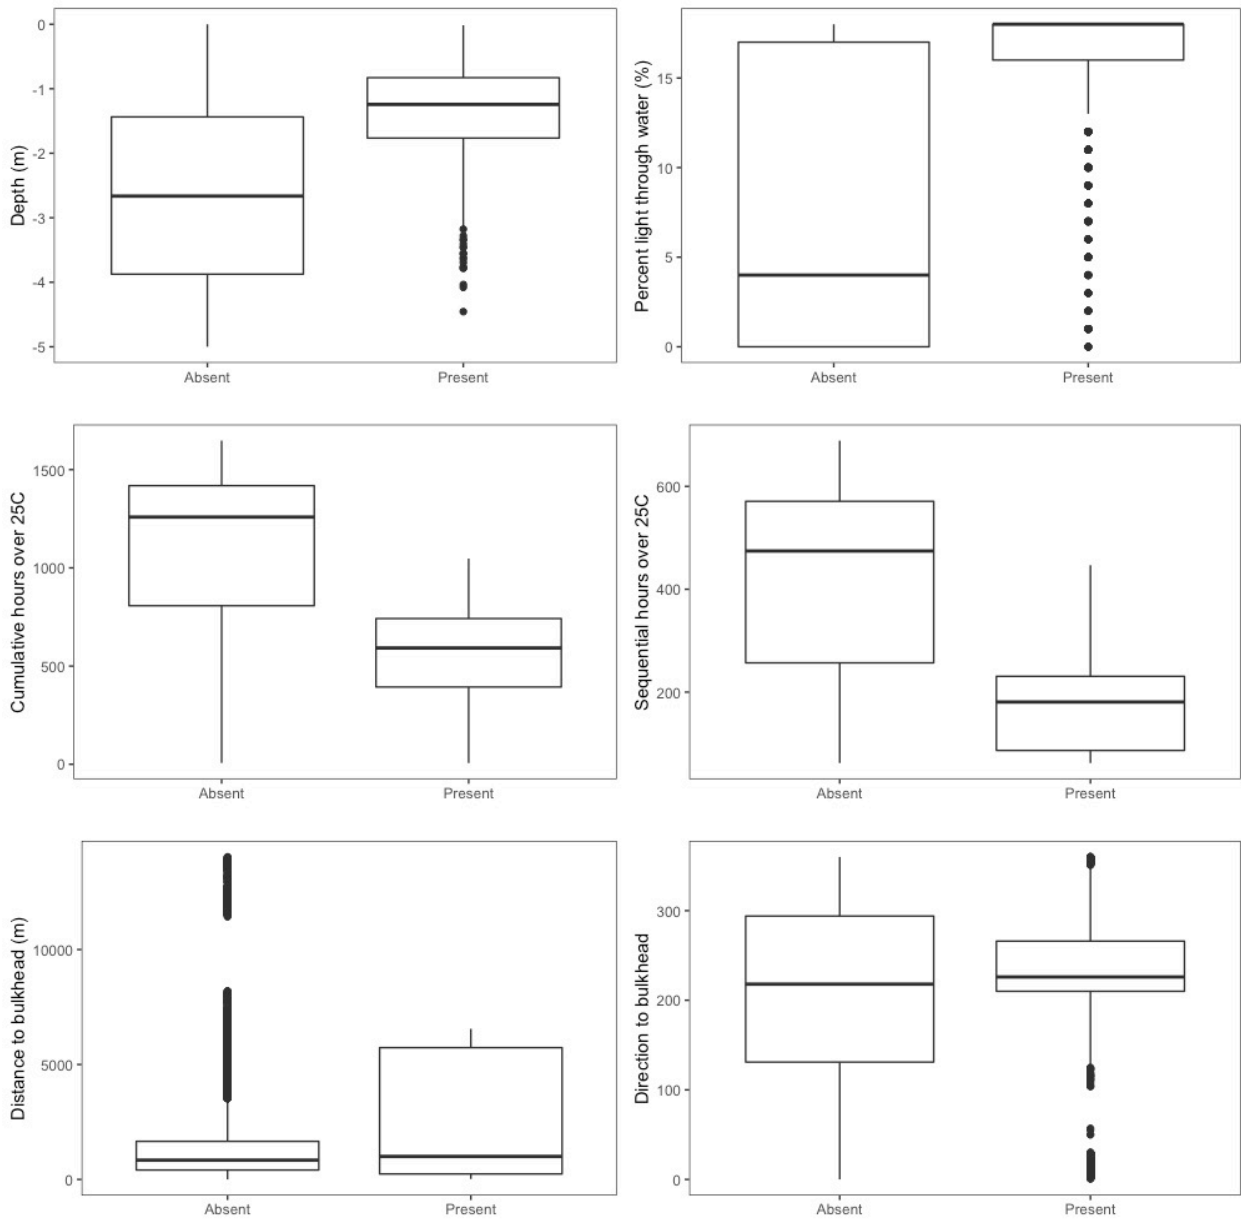 Depth (m)
0
-1
-2
-3
-4
-5
Absent
Present
Percent light through water (%)
15
10
5
0
Absent
Present
Cumulative hours over 25C
1500
1000
500
0
Absent
Present
Sequential hours over 25C
600
400
200
Absent
Present
Distance to bulkhead (m)
10000
5000
0
Absent
Present
Direction to bulkhead
300
200
100
0
Absent
Present